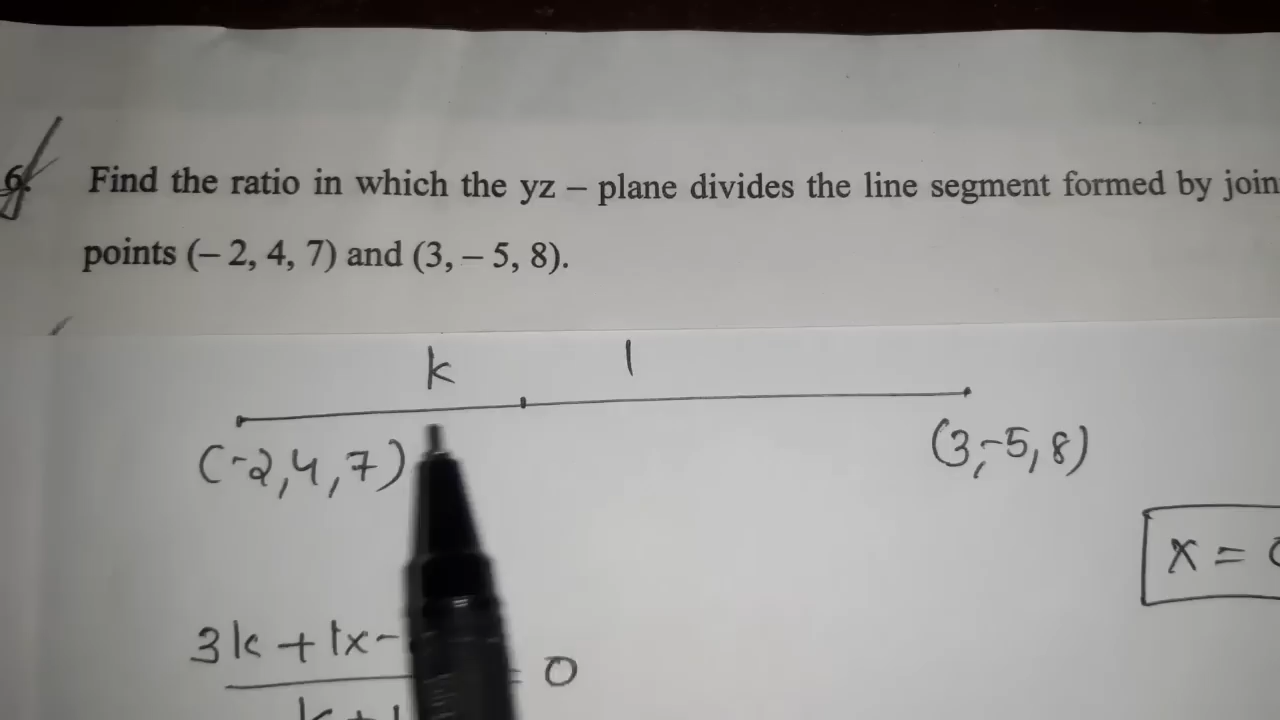 6. Find the ratio in which the yz – plane divides the line segment formed by join
points (– 2, 4, 7) and (3, – 5, 8).
k 1
(-2,4,7) (3,-5,8)
x =
3k + 1x- = 0
k+1